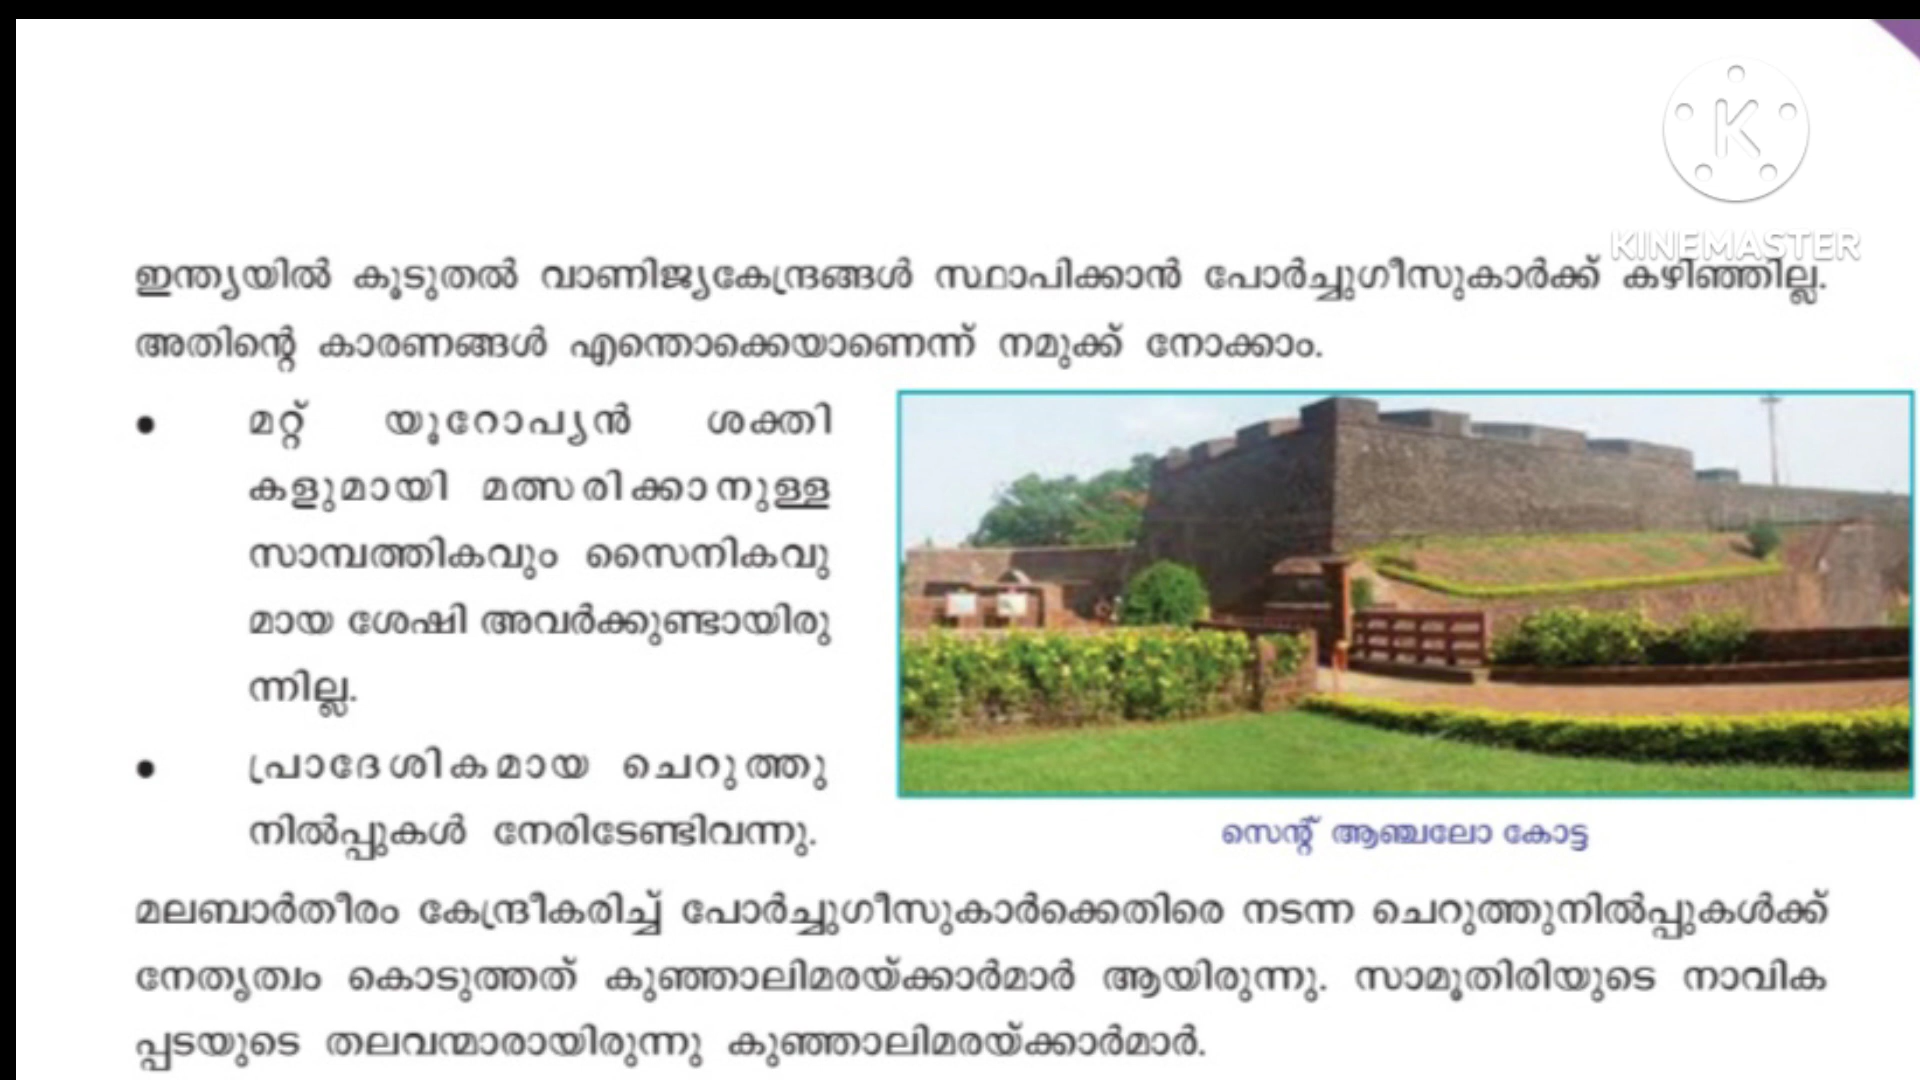 KINEMASTER
ഇന്ത്യയിൽ കൂടുതൽ വാണിജ്യകേന്ദ്രങ്ങൾ സ്ഥാപിക്കാൻ പോർച്ചുഗീസുകാർക്ക് കഴിഞ്ഞില്ല.
അതിന്റെ കാരണങ്ങൾ എന്തൊക്കെയാണെന്ന് നമുക്ക് നോക്കാം.
• മറ്റ് യൂറോപ്യൻ ശക്തി
കളുമായി മത്സരിക്കാനുള്ള
സാമ്പത്തികവും സൈനികവു
മായ ശേഷി അവർക്കുണ്ടായിരു
ന്നില്ല.
• പ്രാദേശികമായ ചെറുത്തു
നിൽപ്പുകൾ നേരിടേണ്ടിവന്നു.
സെന്റ് ആഞ്ചലോ കോട്ട
മലബാർതീരം കേന്ദ്രീകരിച്ച് പോർച്ചുഗീസുകാർക്കെതിരെ നടന്ന ചെറുത്തുനിൽപ്പുകൾക്ക്
നേതൃത്വം കൊടുത്തത് കുഞ്ഞാലിമരയ്ക്കാർമാർ ആയിരുന്നു. സാമൂതിരിയുടെ നാവിക
പ്പടയുടെ തലവന്മാരായിരുന്നു കുഞ്ഞാലിമരയ്ക്കാർമാർ.